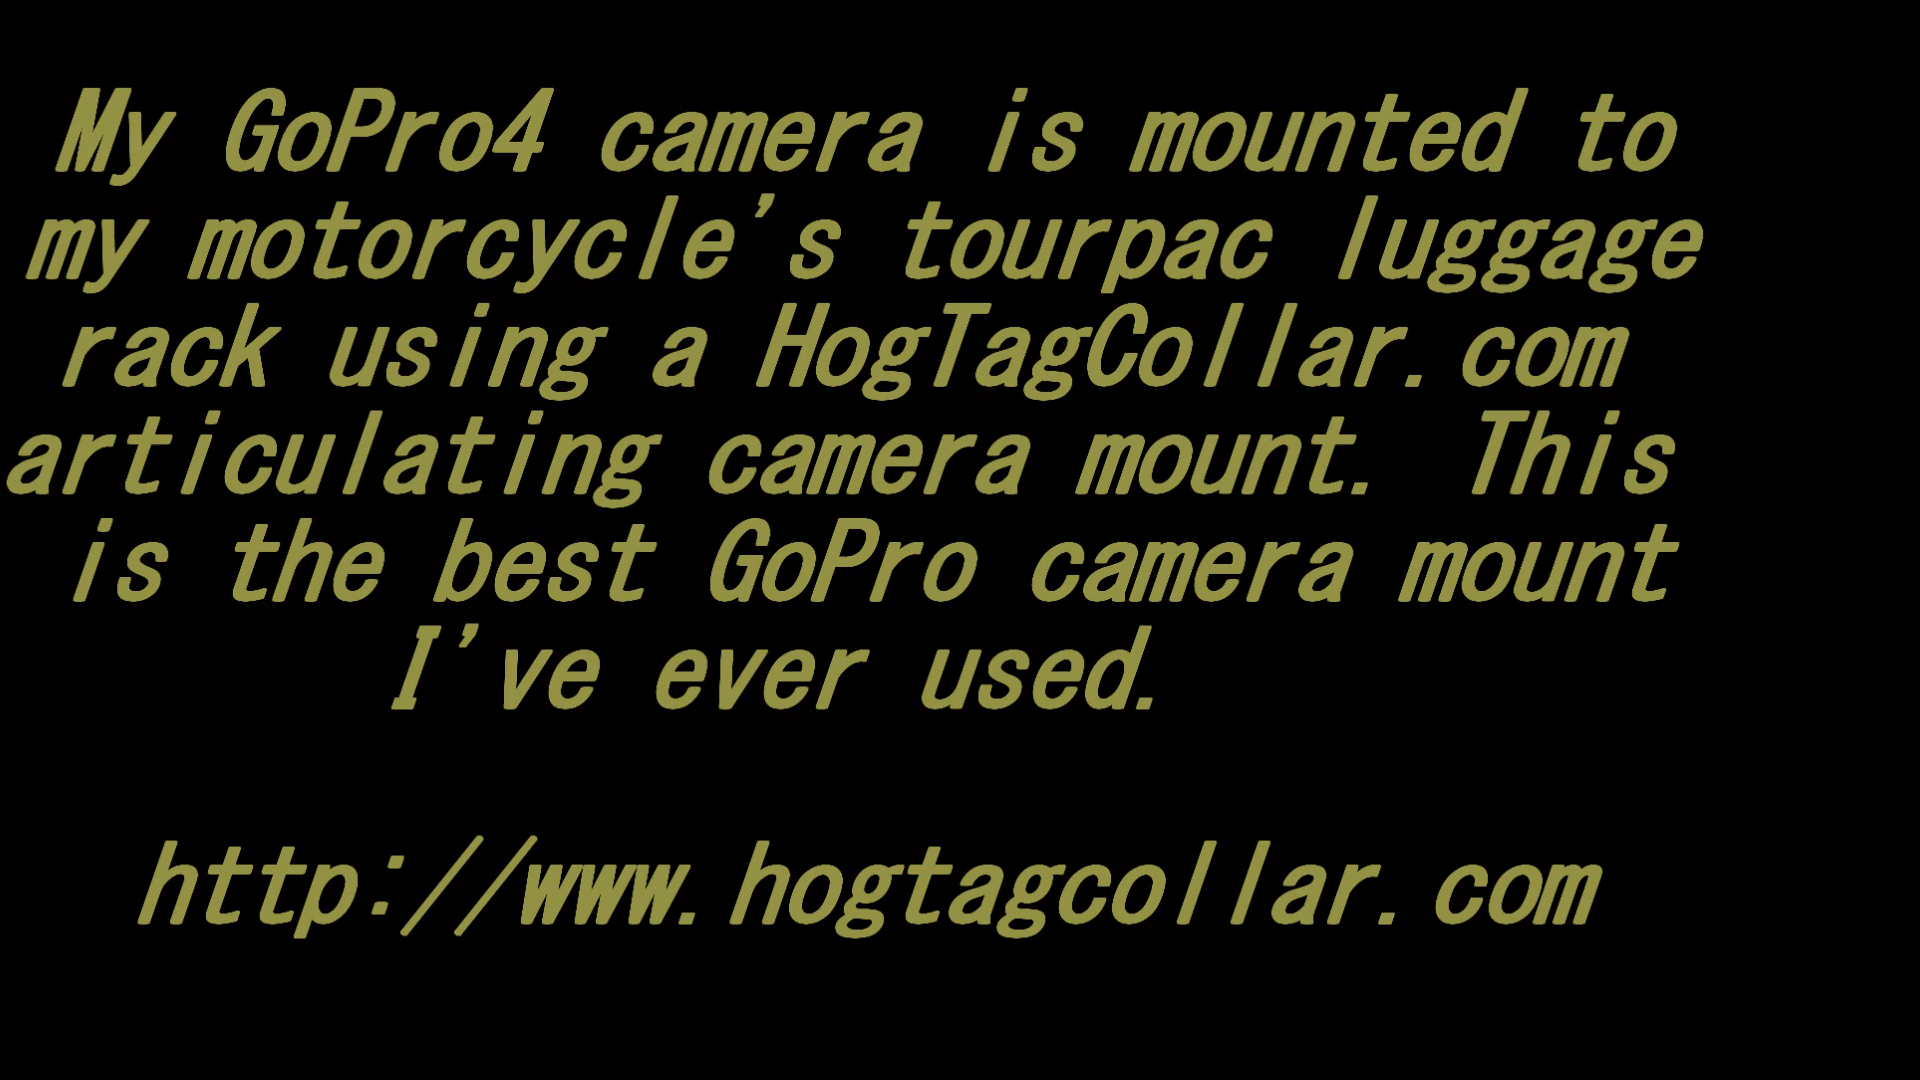 My GoPro4 camera is mounted to
my motorcycle's tourpac luggage
rack using a HogTagCollar.com
articulating camera mount. This
is the best GoPro camera mount
I've ever used.
http://www.hogtagcollar.com